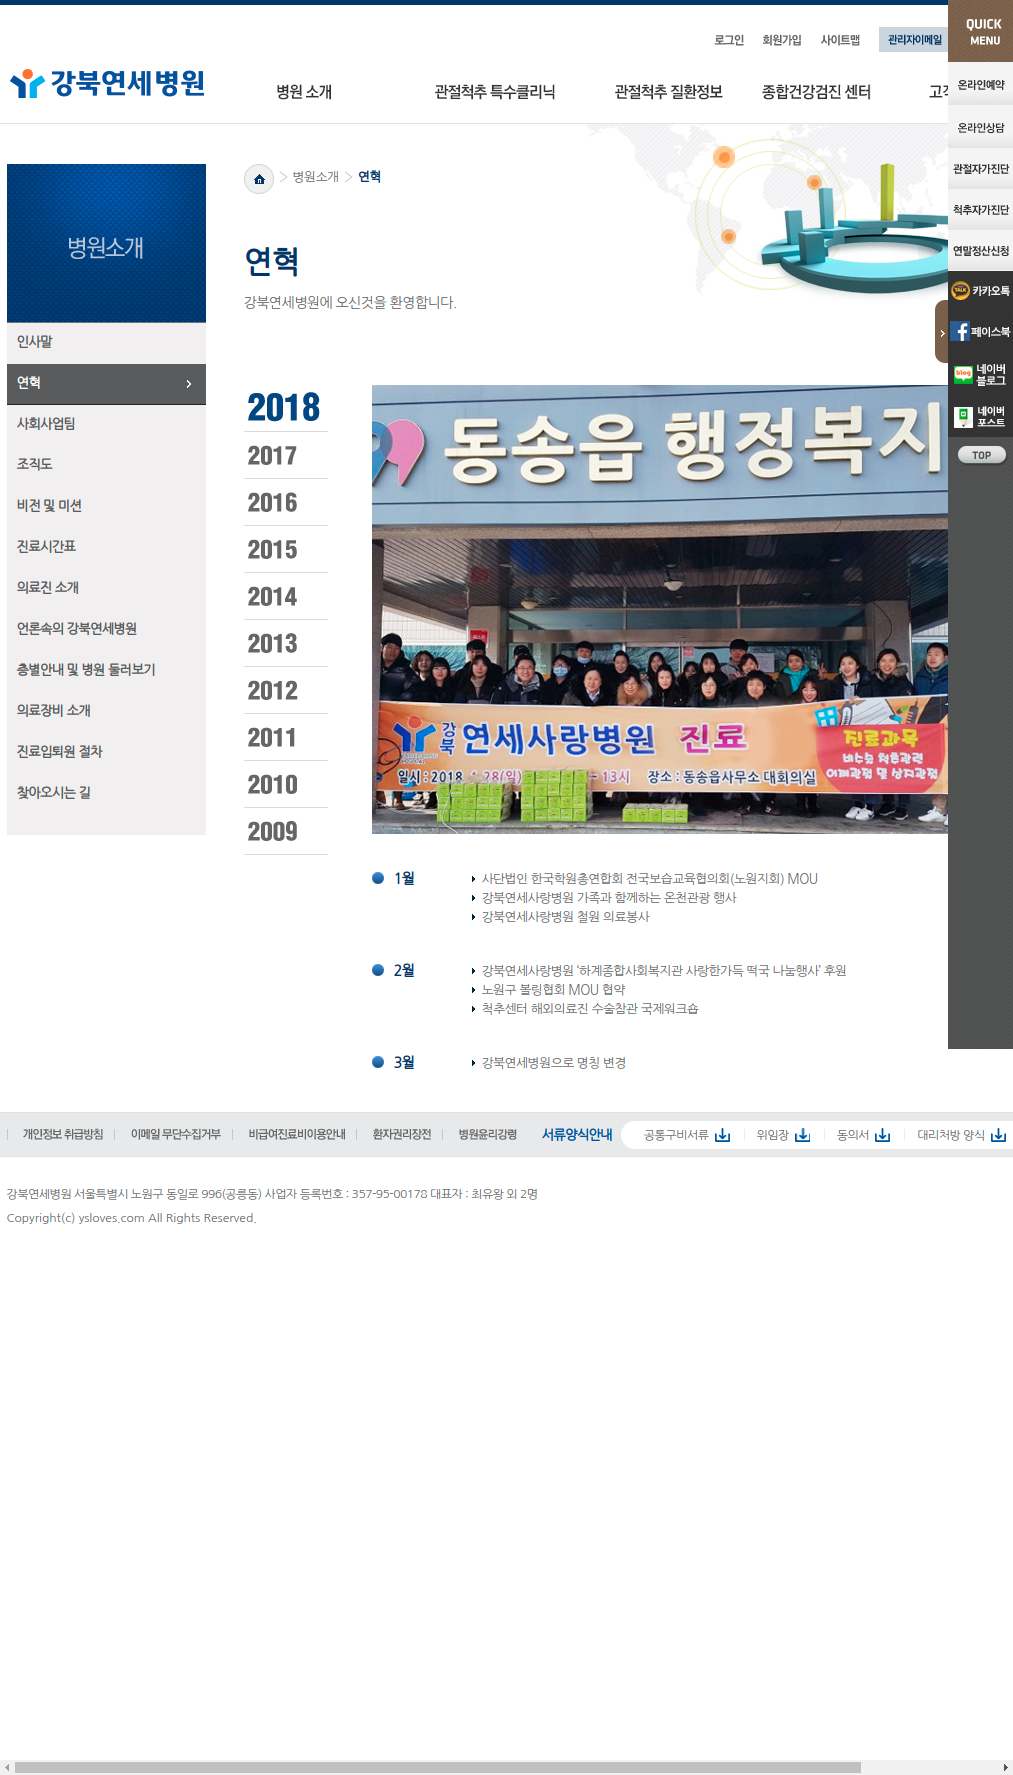 로그인 회원가입 사이트맵 관리자이메일
QUICK
MENU
강북연세병원
병원 소개 관절척추 특수클리닉 관절척추 질환정보 종합건강검진 센터
온라인예약
온라인상담
관절자가진단
척추자가진단
연말정산신청
TALK 카카오톡
페이스북
blog 네이버
블로그
네이버
포스트
TOP
병원소개
인사말
연혁
사회사업팀
조직도
비전 및 미션
진료시간표
의료진 소개
언론속의 강북연세병원
층별안내 및 병원 둘러보기
의료장비 소개
진료입퇴원 절차
찾아오시는 길
병원소개 연혁
연혁
강북연세병원에 오신것을 환영합니다.
2018
2017
2016
2015
2014
2013
2012
2011
2010
2009
동송읍 행정복지
강북 연세사랑병원 진료
진료과목
일시 : 2018 28(일) ~ 13시 장소 : 동송읍사무소 대회의실
1월
사단법인 한국학원총연합회 전국보습교육협의회(노원지회) MOU
강북연세사랑병원 가족과 함께하는 온천관광 행사
강북연세사랑병원 철원 의료봉사
2월
강북연세사랑병원 ‘하계종합사회복지관 사랑한가득 떡국 나눔행사’ 후원
노원구 볼링협회 MOU 협약
척추센터 해외의료진 수술참관 국제워크숍
3월
강북연세병원으로 명칭 변경
개인정보 취급방침 이메일 무단수집거부 비급여진료비이용안내 환자권리장전 병원윤리강령 서류양식안내 공통구비서류 위임장 동의서 대리처방 양식
강북연세병원 서울특별시 노원구 동일로 996(공릉동) 사업자 등록번호 : 357-95-00178 대표자 : 최유왕 외 2명
Copyright(c) ysloves.com All Rights Reserved.